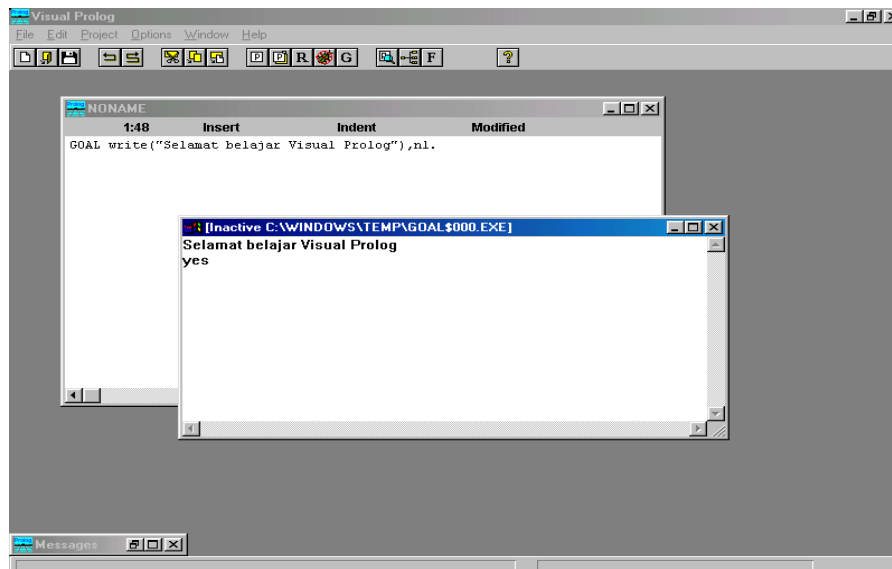 Visual Prolog
File Edit Project Options Window Help
P P R G F ?
NONAME
1:48 Insert Indent Modified
GOAL write("Selamat belajar Visual Prolog"),nl.
[Inactive C:\WINDOWS\TEMP\GOAL$000.EXE]
Selamat belajar Visual Prolog
yes
Messages